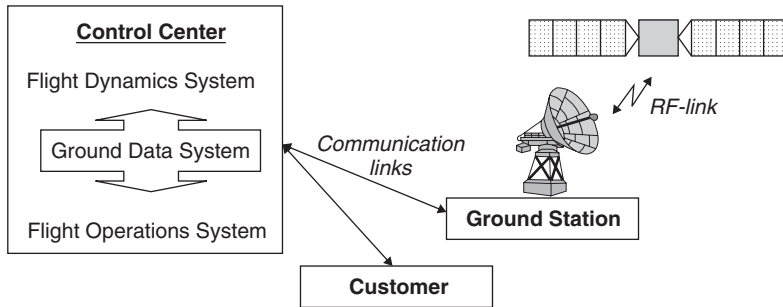 Control Center
Flight Dynamics System
Ground Data System
Flight Operations System
Communication
links
RF-link
Ground Station
Customer